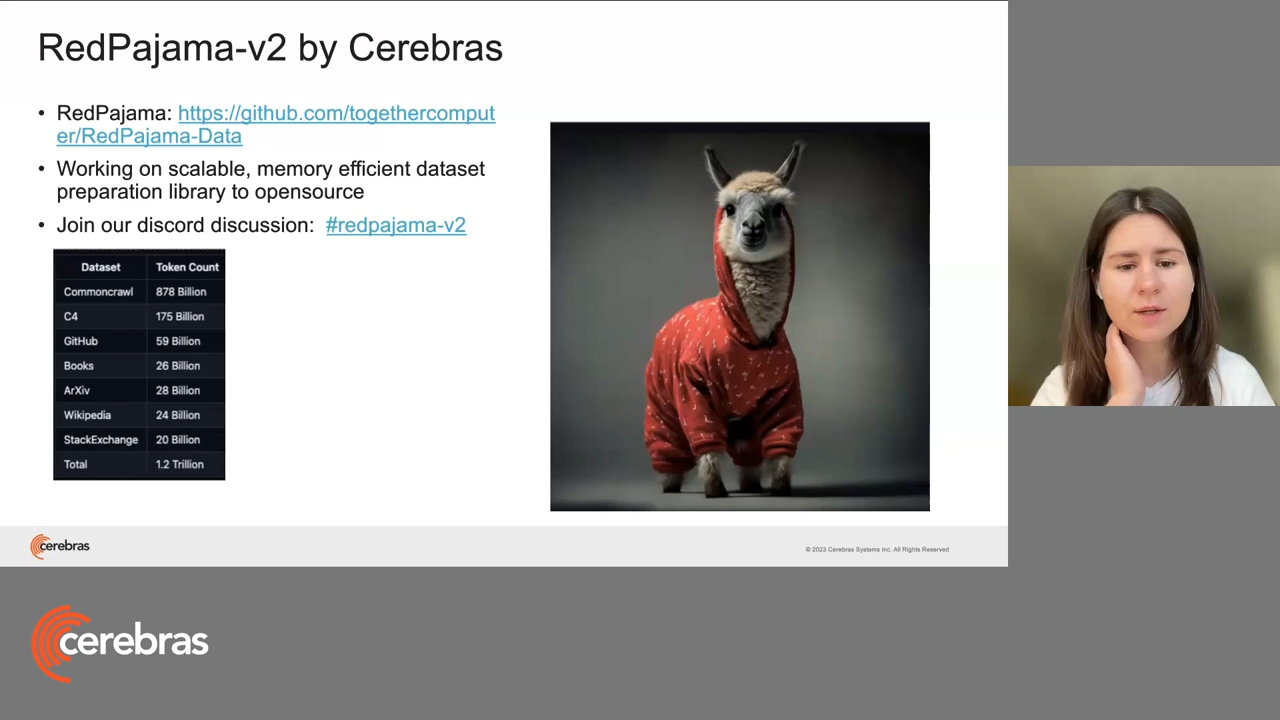 RedPajama-v2 by Cerebras
• RedPajama: https://github.com/togethercomput
er/RedPajama-Data
• Working on scalable, memory efficient dataset
preparation library to opensource
• Join our discord discussion: #redpajama-v2
Dataset Token Count
Commoncrawl 878 Billion
C4 175 Billion
GitHub 59 Billion
Books 26 Billion
ArXiv 28 Billion
Wikipedia 24 Billion
StackExchange 20 Billion
Total 1.2 Trillion
cerebras
© 2023 Cerebras Systems inc. All Rights Reserved
cerebras